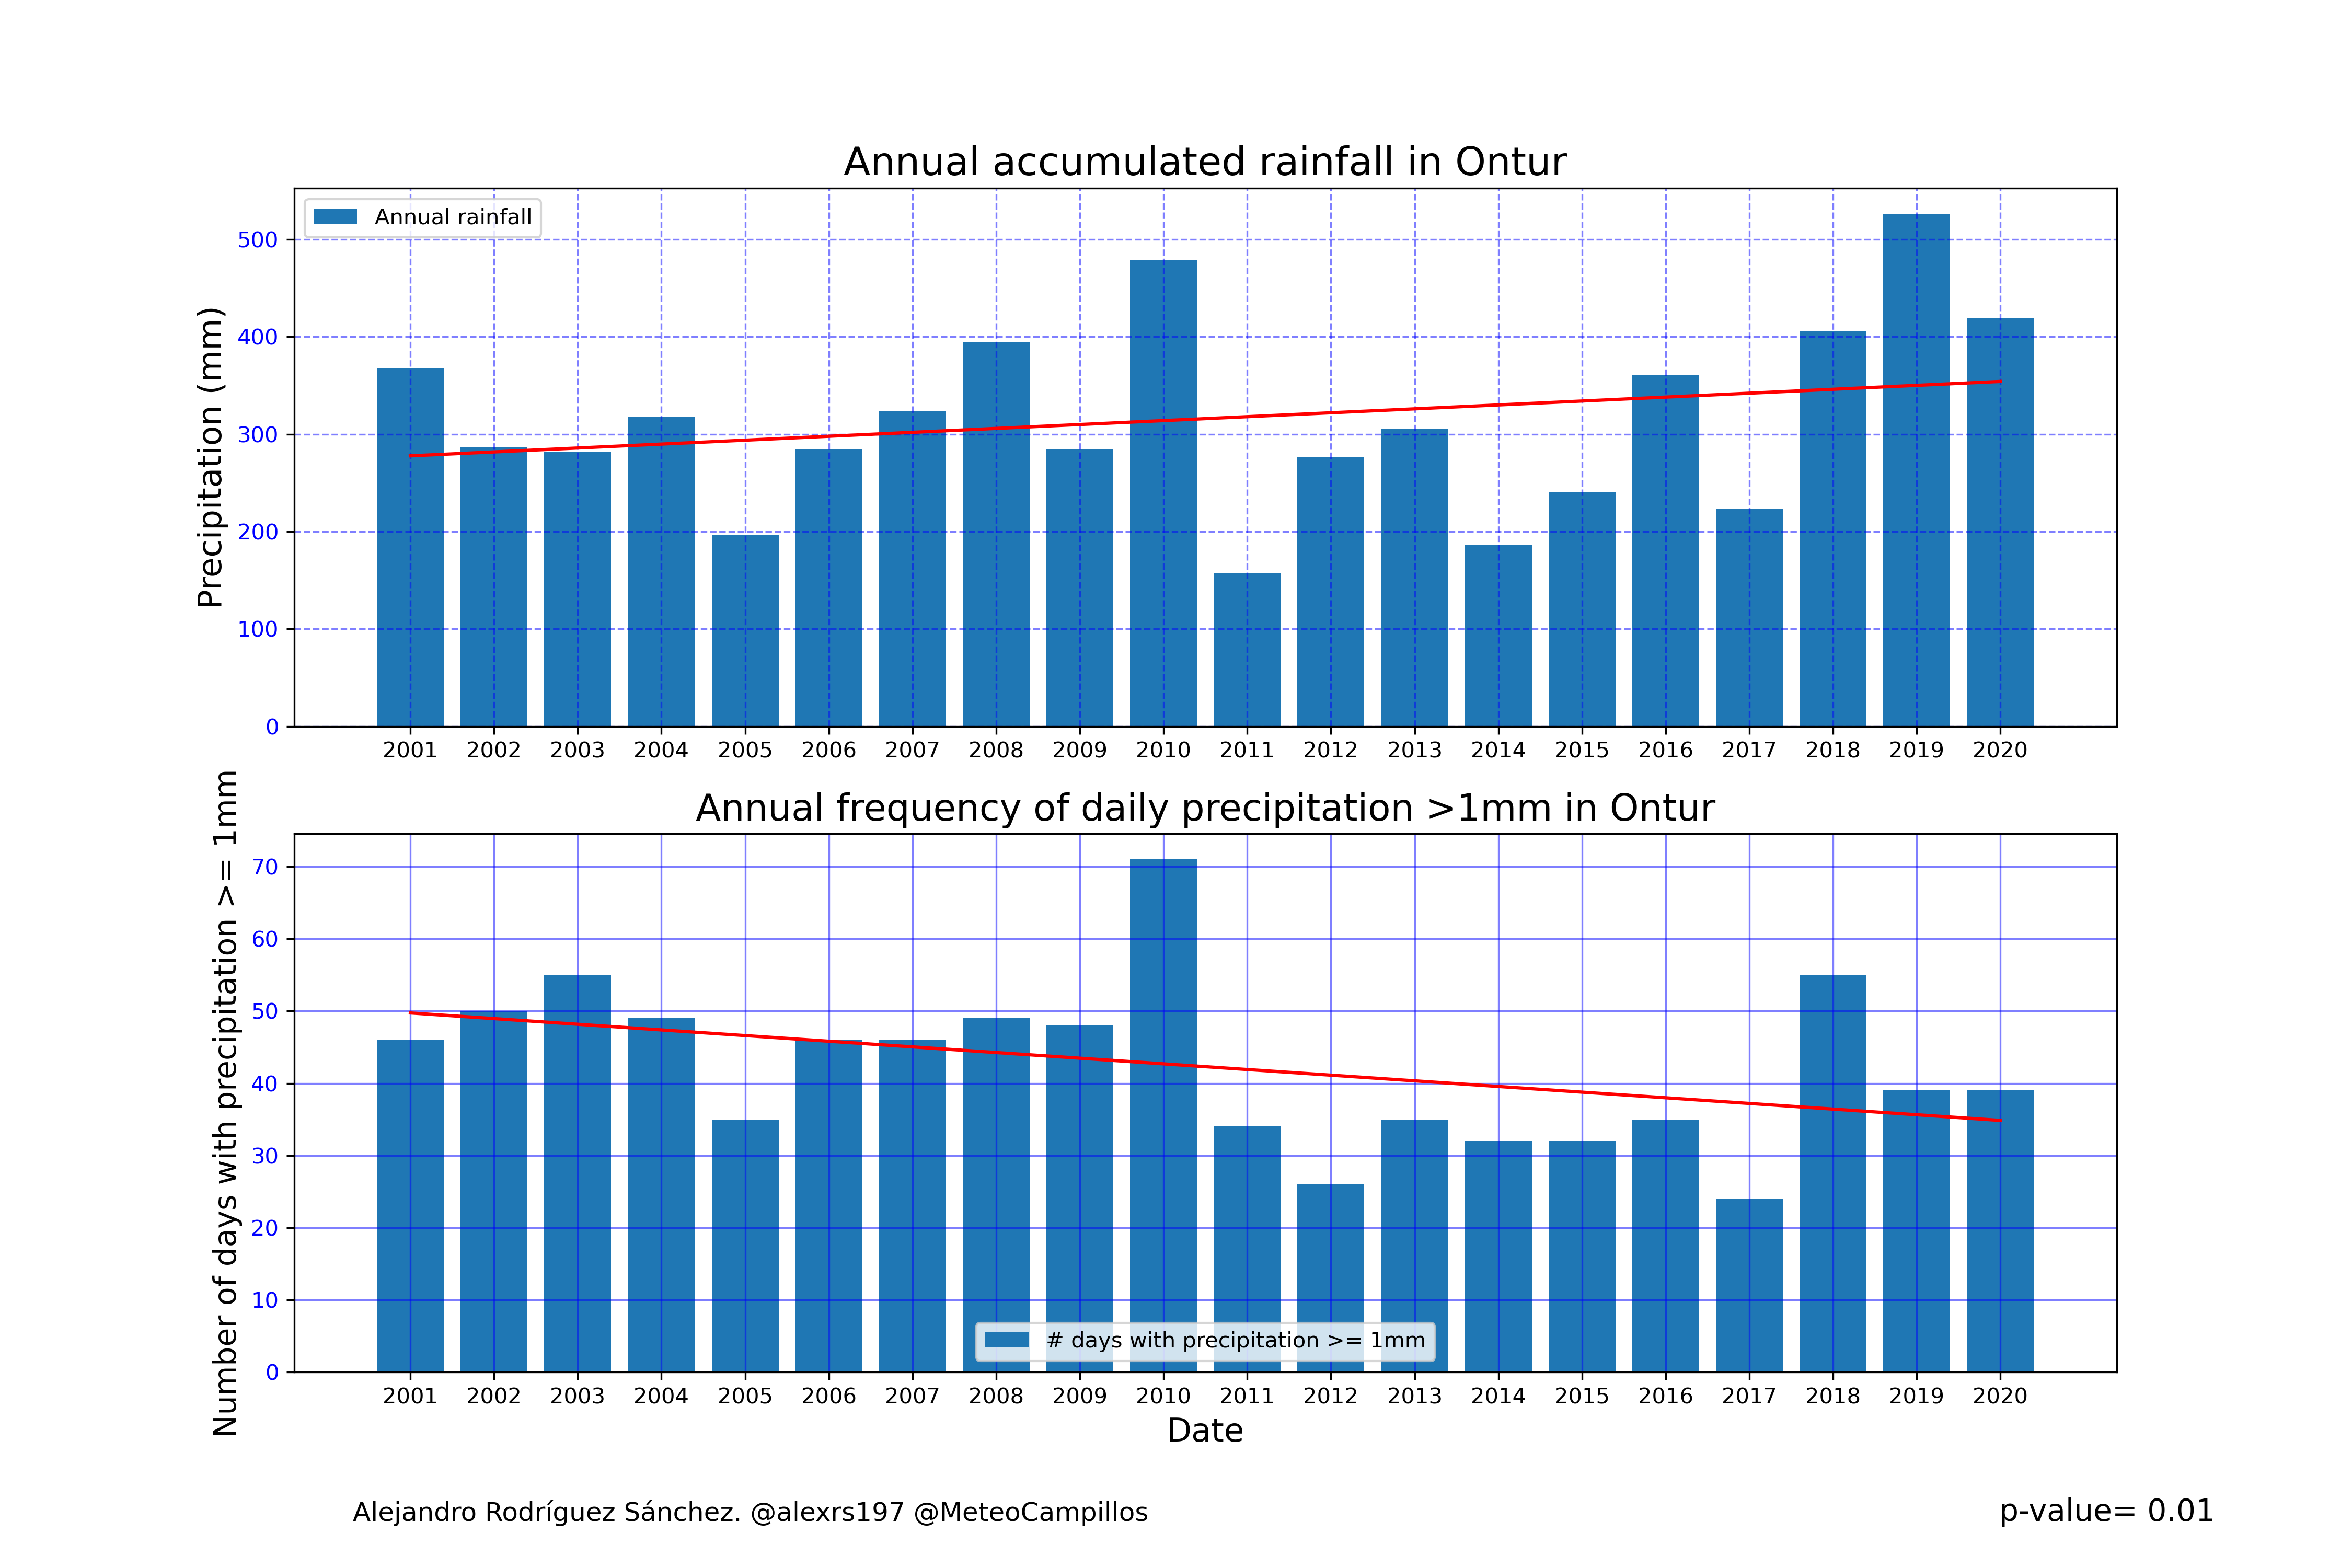 Annual accumulated rainfall in Ontur
Annual rainfall
Precipitation (mm)
500
400
300
200
100
0
2001 2002 2003 2004 2005 2006 2007 2008 2009 2010 2011 2012 2013 2014 2015 2016 2017 2018 2019 2020
Annual frequency of daily precipitation >1mm in Ontur
Number of days with precipitation >= 1mm
70
60
50
40
30
20
10
0
# days with precipitation >= 1mm
2001 2002 2003 2004 2005 2006 2007 2008 2009 2010 2011 2012 2013 2014 2015 2016 2017 2018 2019 2020
Date
Alejandro Rodríguez Sánchez. @alexrs197 @MeteoCampillos
p-value= 0.01